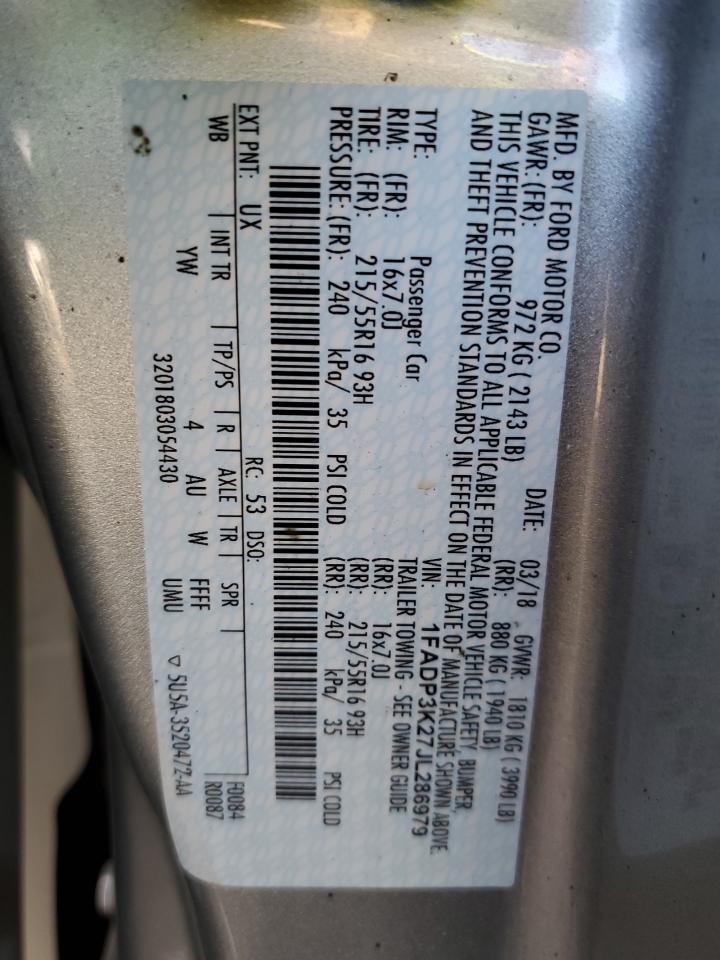 MFD. BY FORD MOTOR CO. DATE: 03/18 GVWR: 1810 KG ( 3990 LB)
GAWR: (FR): 972 KG ( 2143 LB) (RR): 880 KG ( 1940 LB)
THIS VEHICLE CONFORMS TO ALL APPLICABLE FEDERAL MOTOR VEHICLE SAFETY, BUMPER,
AND THEFT PREVENTION STANDARDS IN EFFECT ON THE DATE OF MANUFACTURE SHOWN ABOVE.
VIN: 1FADP3K27JL286979
TYPE: Passenger Car TRAILER TOWING - SEE OWNER GUIDE
RIM: (FR): 16x7.0J (RR): 16x7.0J
TIRE: (FR): 215/55R16 93H (RR): 215/55R16 93H
PRESSURE: (FR): 240 kPa/ 35 PSI COLD (RR): 240 kPa/ 35 PSI COLD
EXT PNT: UX RC: 53 DSO: F0084
WB INT TR TP/PS R AXLE TR SPR R0087
YW 4 AU W FFFF
UMU
3201803054430 ▽ 5U5A-3520472-AA